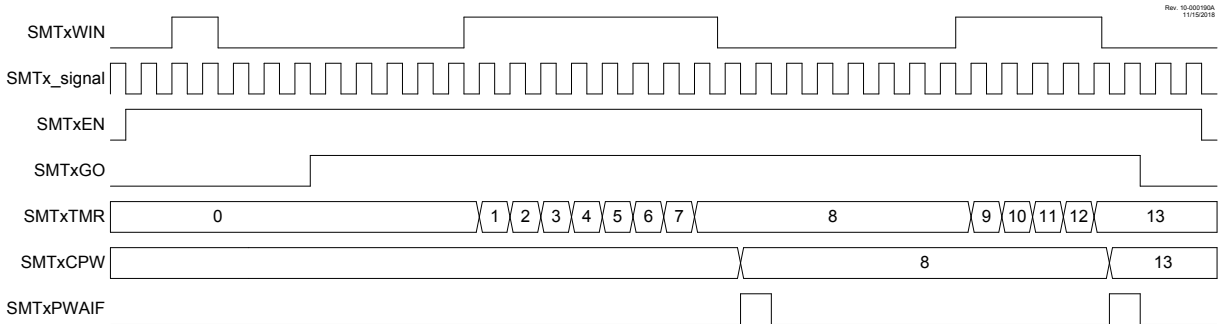 Rev. 10-000190A
11/15/2018
SMTxWIN
SMTx_signal
SMTxEN
SMTxGO
SMTxTMR 0 1 2 3 4 5 6 7 8 9 10 11 12 13
SMTxCPW 8 13
SMTxPWAIF